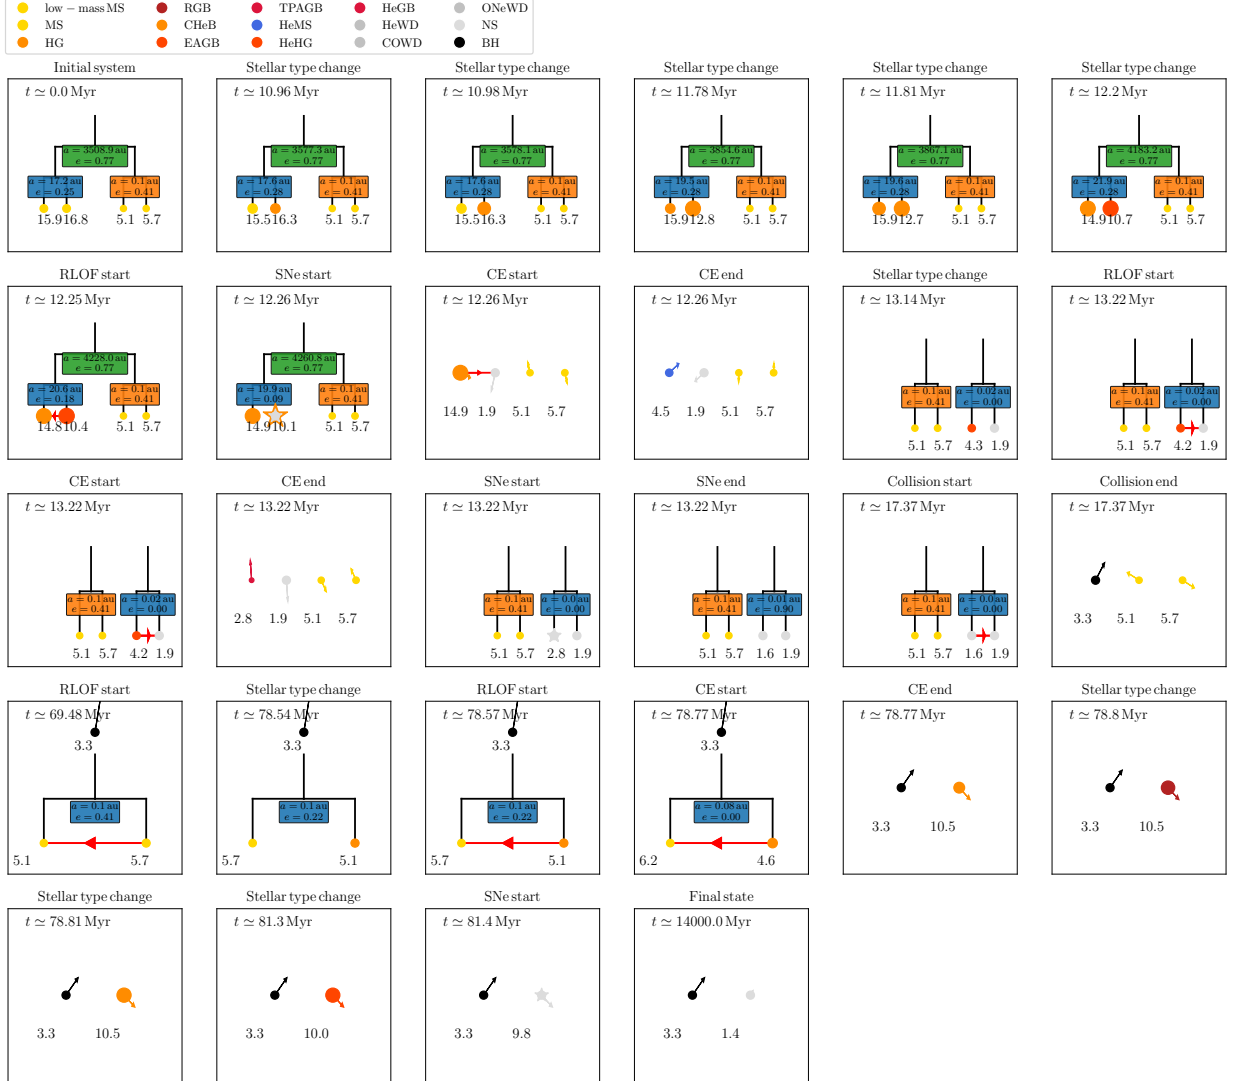 low − mass MS RGB TPAGB HeGB ONeWD
MS CHeB HeMS HeWD NS
HG EAGB HeHG COWD BH
Initial system Stellar type change Stellar type change Stellar type change Stellar type change Stellar type change
t ≃ 0.0 Myr t ≃ 10.96 Myr t ≃ 10.98 Myr t ≃ 11.78 Myr t ≃ 11.81 Myr t ≃ 12.2 Myr
a = 3508.9 au a = 3577.3 au a = 3578.1 au a = 3854.6 au a = 3867.1 au a = 4183.2 au
e = 0.77 e = 0.77 e = 0.77 e = 0.77 e = 0.77 e = 0.77
a = 17.2 au a = 0.1 au a = 17.6 au a = 0.1 au a = 17.6 au a = 0.1 au a = 19.5 au a = 0.1 au a = 19.6 au a = 0.1 au a = 21.9 au a = 0.1 au
e = 0.25 e = 0.41 e = 0.28 e = 0.41 e = 0.28 e = 0.41 e = 0.28 e = 0.41 e = 0.28 e = 0.41 e = 0.28 e = 0.41
15.9 16.8 5.1 5.7 15.5 16.3 5.1 5.7 15.5 16.3 5.1 5.7 15.9 12.8 5.1 5.7 15.9 12.7 5.1 5.7 14.9 10.7 5.1 5.7
RLOF start SNe start CE start CE end Stellar type change RLOF start
t ≃ 12.25 Myr t ≃ 12.26 Myr t ≃ 12.26 Myr t ≃ 12.26 Myr t ≃ 13.14 Myr t ≃ 13.22 Myr
a = 4228.0 au a = 4260.8 au
e = 0.77 e = 0.77
a = 20.6 au a = 0.1 au a = 19.9 au a = 0.1 au a = 0.1 au a = 0.02 au a = 0.1 au a = 0.02 au
e = 0.18 e = 0.41 e = 0.09 e = 0.41 e = 0.41 e = 0.00 e = 0.41 e = 0.00
14.9 1.9 5.1 5.7 4.5 1.9 5.1 5.7
14.8 10.4 5.1 5.7 14.9 10.1 5.1 5.7 5.1 5.7 4.3 1.9 5.1 5.7 4.2 1.9
CE start CE end SNe start SNe end Collision start Collision end
t ≃ 13.22 Myr t ≃ 13.22 Myr t ≃ 13.22 Myr t ≃ 13.22 Myr t ≃ 17.37 Myr t ≃ 17.37 Myr
a = 0.1 au a = 0.02 au a = 0.1 au a = 0.0 au a = 0.1 au a = 0.01 au a = 0.1 au a = 0.0 au
e = 0.41 e = 0.00 e = 0.41 e = 0.00 e = 0.41 e = 0.90 e = 0.41 e = 0.00
2.8 1.9 5.1 5.7 3.3 5.1 5.7
5.1 5.7 4.2 1.9 5.1 5.7 2.8 1.9 5.1 5.7 1.6 1.9 5.1 5.7 1.6 1.9
RLOF start Stellar type change RLOF start CE start CE end Stellar type change
t ≃ 69.48 Myr t ≃ 78.54 Myr t ≃ 78.57 Myr t ≃ 78.77 Myr t ≃ 78.77 Myr t ≃ 78.8 Myr
3.3 3.3 3.3 3.3
a = 0.1 au a = 0.1 au a = 0.1 au a = 0.08 au
e = 0.41 e = 0.22 e = 0.22 e = 0.00
3.3 10.5 3.3 10.5
5.1 5.7 5.7 5.1 5.7 5.1 6.2 4.6
Stellar type change Stellar type change SNe start Final state
t ≃ 78.81 Myr t ≃ 81.3 Myr t ≃ 81.4 Myr t ≃ 14000.0 Myr
3.3 10.5 3.3 10.0 3.3 9.8 3.3 1.4